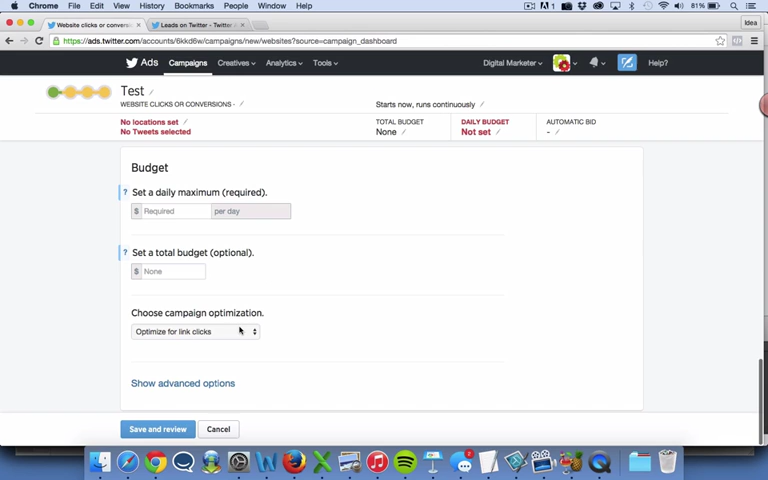 Chrome File Edit View History Bookmarks People Window Help
81%
Website clicks or convers
Leads on Twitter - Twitter
Idea
https://ads.twitter.com/accounts/6kkd6w/campaigns/new/websites?source=campaign_dashboard
Ads Campaigns Creatives Analytics Tools Digital Marketer Help?
Test
WEBSITE CLICKS OR CONVERSIONS - Starts now, runs continuously
No locations set
No Tweets selected
TOTAL BUDGET
None
DAILY BUDGET
Not set
AUTOMATIC BID
-
Budget
? Set a daily maximum (required).
$ Required per day
? Set a total budget (optional).
$ None
Choose campaign optimization.
Optimize for link clicks
Show advanced options
Save and review Cancel